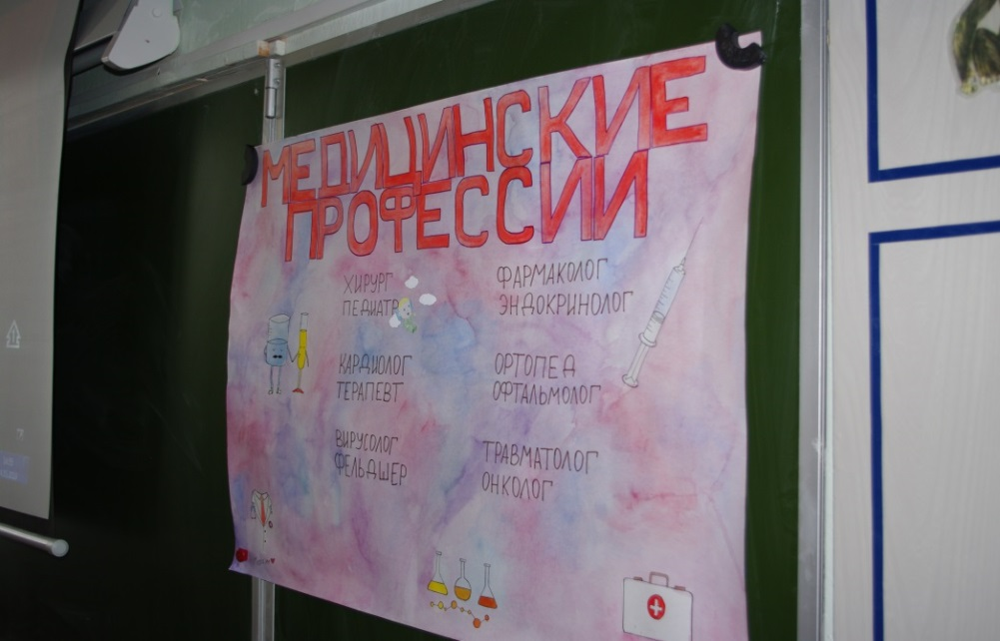 МЕДИЦИНСКИЕ
ПРОФЕССИИ
ХИРУРГ
ПЕДИАТР
КАРДИОЛОГ
ТЕРАПЕВТ
ВИРУСОЛОГ
ФЕЛЬДШЕР
ФАРМАКОЛОГ
ЭНДОКРИНОЛОГ
ОРТОПЕД
ОФТАЛЬМОЛОГ
ТРАВМАТОЛОГ
ОНКОЛОГ